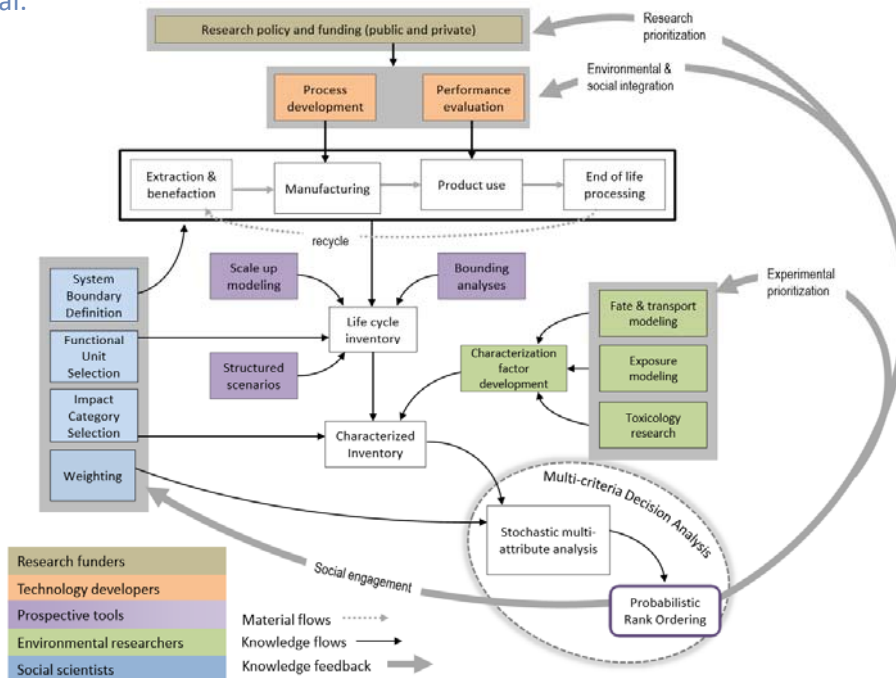 al.
Research policy and funding (public and private)
Research
prioritization
Environmental &
social integration
Process
development
Performance
evaluation
Extraction &
benefaction
Manufacturing
Product use
End of life
processing
recycle
System
Boundary
Definition
Functional
Unit
Selection
Impact
Category
Selection
Weighting
Scale up
modeling
Bounding
analyses
Life cycle
inventory
Structured
scenarios
Characterization
factor
development
Experimental
prioritization
Fate & transport
modeling
Exposure
modeling
Toxicology
research
Characterized
Inventory
Multi-criteria Decision Analysis
Stochastic multi-
attribute analysis
Probabilistic
Rank Ordering
Social engagement
Research funders
Technology developers
Prospective tools
Environmental researchers
Social scientists
Material flows
Knowledge flows
Knowledge feedback